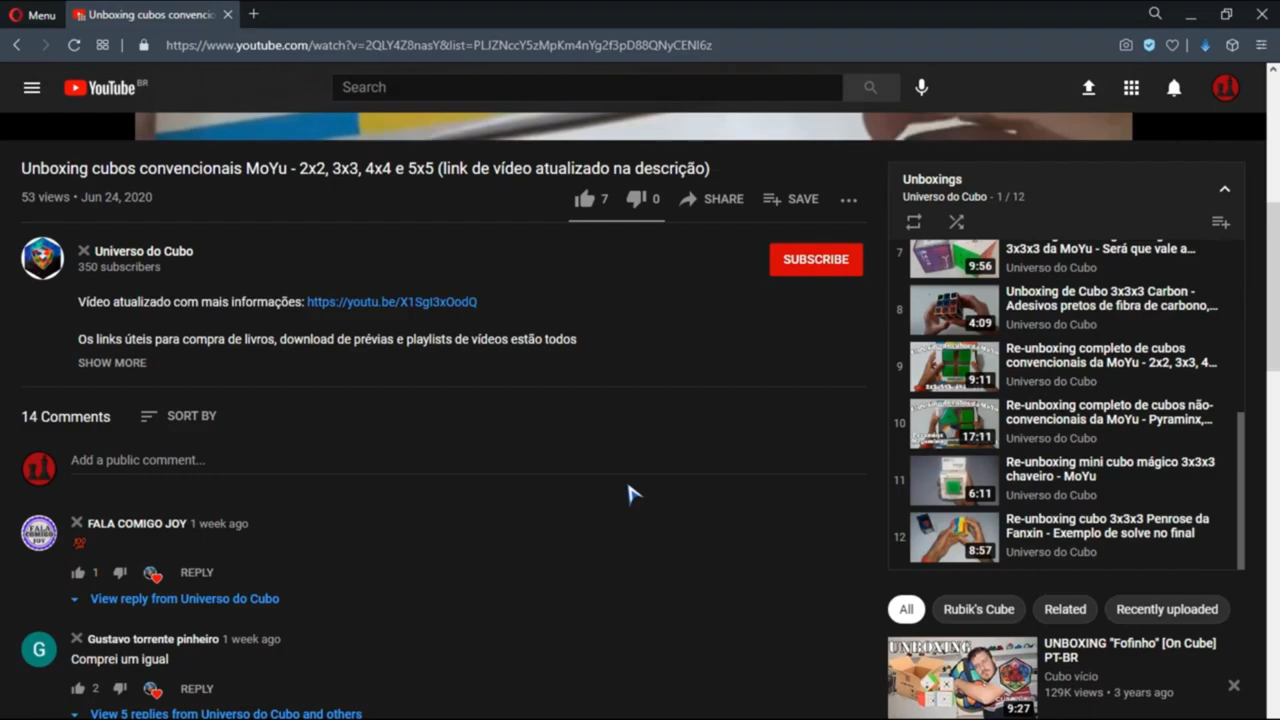 Menu
Unboxing cubos convencio
https://www.youtube.com/watch?v=2QLY4Z8nasY&list=PLJZNccY5zMpKm4nYg2f3pD88QNyCENl6z
YouTube BR
Search
Unboxing cubos convencionais MoYu - 2x2, 3x3, 4x4 e 5x5 (link de vídeo atualizado na descrição)
53 views • Jun 24, 2020
7
0
SHARE
SAVE
Universo do Cubo
350 subscribers
SUBSCRIBE
Vídeo atualizado com mais informações: https://youtu.be/X1SgI3xOodQ
Os links úteis para compra de livros, download de prévias e playlists de vídeos estão todos
SHOW MORE
14 Comments
SORT BY
Add a public comment...
FALA COMIGO JOY 1 week ago
💯
1
REPLY
View reply from Universo do Cubo
G
Gustavo torrente pinheiro 1 week ago
Comprei um igual
2
REPLY
View 5 replies from Universo do Cubo and others
Unboxings
Universo do Cubo - 1 / 12
7
9:56
3x3x3 da MoYu - Será que vale a...
Universo do Cubo
8
4:09
Unboxing de Cubo 3x3x3 Carbon -
Adesivos pretos de fibra de carbono,...
Universo do Cubo
9
9:11
Re-unboxing completo de cubos
convencionais da MoYu - 2x2, 3x3, 4...
Universo do Cubo
10
17:11
Re-unboxing completo de cubos não-
convencionais da MoYu - Pyraminx,...
Universo do Cubo
11
6:11
Re-unboxing mini cubo mágico 3x3x3
chaveiro - MoYu
Universo do Cubo
12
8:57
Re-unboxing cubo 3x3x3 Penrose da
Fanxin - Exemplo de solve no final
Universo do Cubo
All
Rubik's Cube
Related
Recently uploaded
UNBOXING
9:27
UNBOXING "Fofinho" [On Cube]
PT-BR
Cubo vício
129K views • 3 years ago